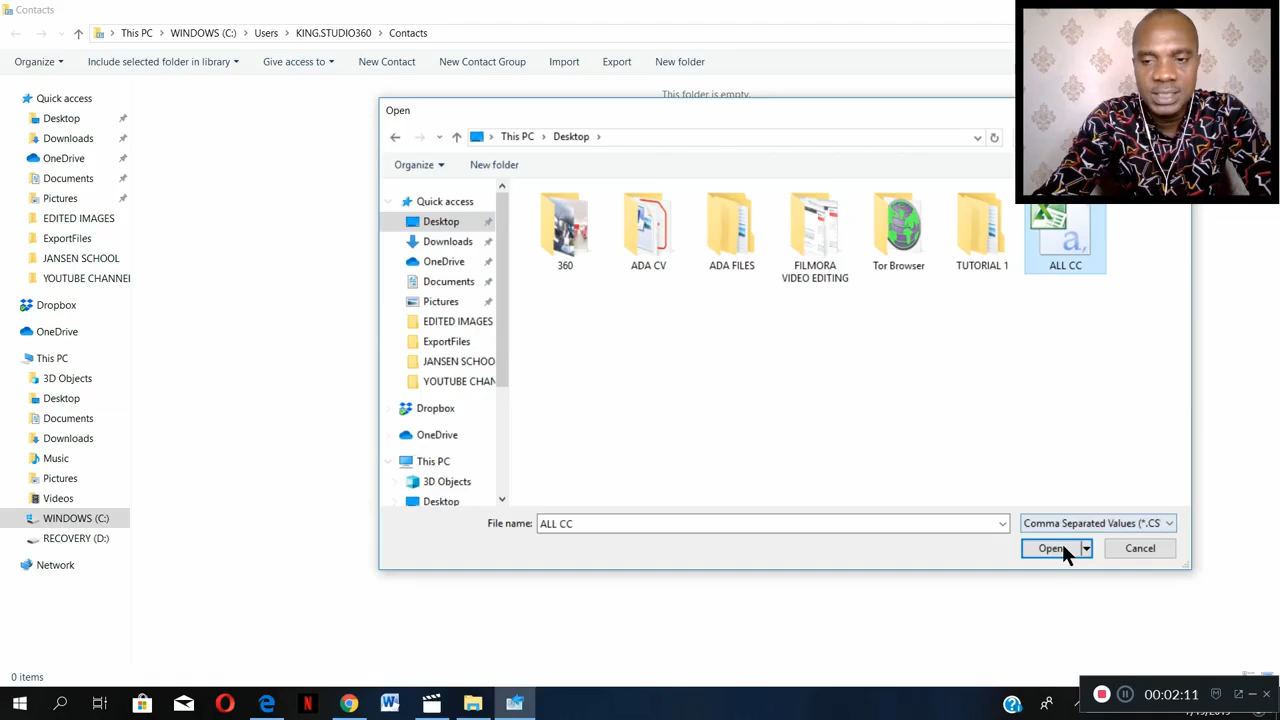 Contacts
This PC
WINDOWS (C:)
Users
KING.STUDIO360
Contacts
Organize
Include selected folder in library
Give access to
New Contact
New Contact Group
Import
Export
New folder
Quick access
Desktop
Downloads
OneDrive
Documents
Pictures
EDITED IMAGES
ExportFiles
JANSEN SCHOOL
YOUTUBE CHANNEL
Dropbox
OneDrive
This PC
3D Objects
Desktop
Documents
Downloads
Music
Pictures
Videos
WINDOWS (C:)
RECOVERY (D:)
Network
0 items
This folder is empty.
Open
This PC
Desktop
Organize
New folder
Quick access
Desktop
Downloads
OneDrive
Documents
Pictures
EDITED IMAGES
ExportFiles
JANSEN SCHOO
YOUTUBE CHAN
Dropbox
OneDrive
This PC
3D Objects
Desktop
360
ADA CV
ADA FILES
FILMORA
VIDEO EDITING
Tor Browser
TUTORIAL 1
ALL CC
File name:
ALL CC
Comma Separated Values (*.CS
Open
Cancel
00:02:11